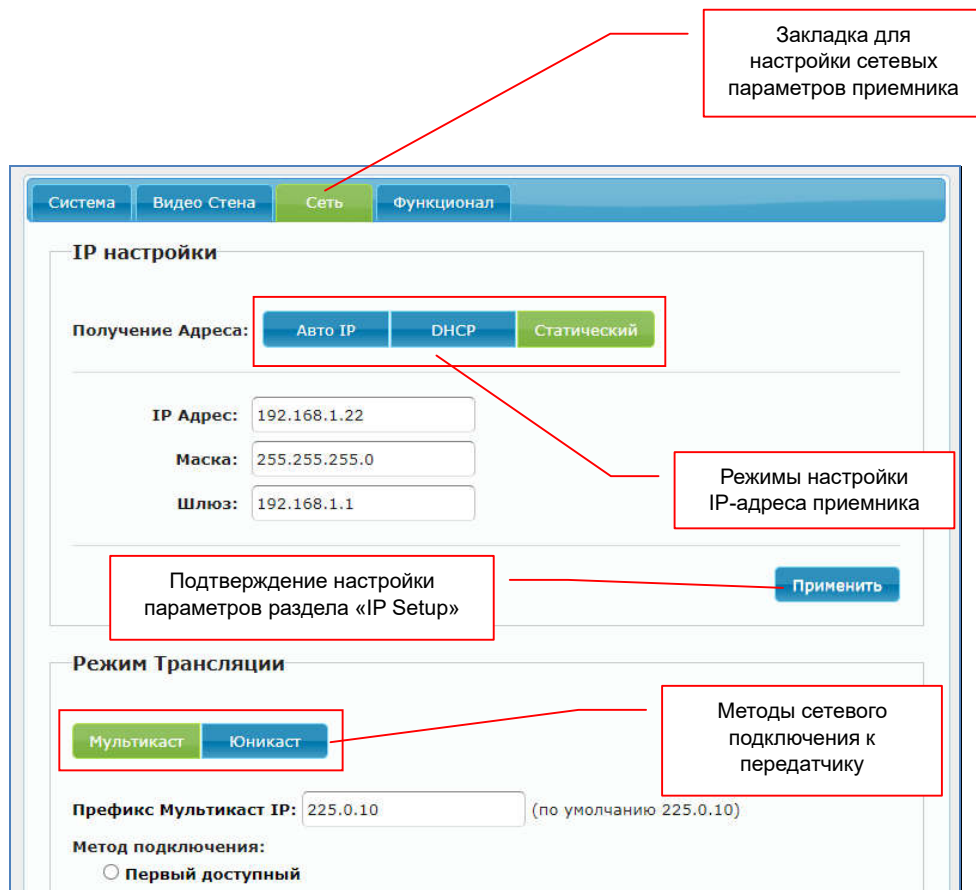 Закладка для
настройки сетевых
параметров приемника
Система Видео Стена Сеть Функционал
IP настройки
Получение Адреса: Авто IP DHCP Статический
IP Адрес: 192.168.1.22
Маска: 255.255.255.0
Шлюз: 192.168.1.1
Режимы настройки
IP-адреса приемника
Подтверждение настройки
параметров раздела «IP Setup»
Применить
Режим Трансляции
Мультикаст Юникаст
Методы сетевого
подключения к
передатчику
Префикс Мультикаст IP: 225.0.10 (по умолчанию 225.0.10)
Метод подключения:
Первый доступный